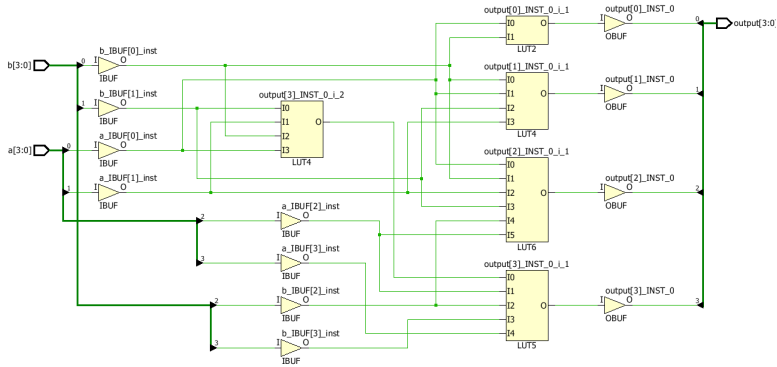 output[0]_INST_0_i_1
output[0]_INST_0
I0
O
I
O
0
output[3:0]
I1
LUT2
OBUF
b_IBUF[0]_inst
b[3:0]
0
I
O
IBUF
output[1]_INST_0_i_1
output[1]_INST_0
I0
I1
O
I
O
1
I2
OBUF
I3
LUT4
b_IBUF[1]_inst
1
I
O
IBUF
output[3]_INST_0_i_2
I0
I1
O
I2
I3
LUT4
a_IBUF[0]_inst
a[3:0]
0
I
O
IBUF
output[2]_INST_0_i_1
output[2]_INST_0
I0
I1
I2
O
I
O
2
I3
OBUF
I4
I5
LUT6
a_IBUF[1]_inst
1
I
O
IBUF
a_IBUF[2]_inst
2
I
O
IBUF
a_IBUF[3]_inst
3
I
O
IBUF
output[3]_INST_0_i_1
output[3]_INST_0
I0
I1
I2
O
I
O
3
I3
OBUF
I4
LUT5
b_IBUF[2]_inst
2
I
O
IBUF
b_IBUF[3]_inst
3
I
O
IBUF